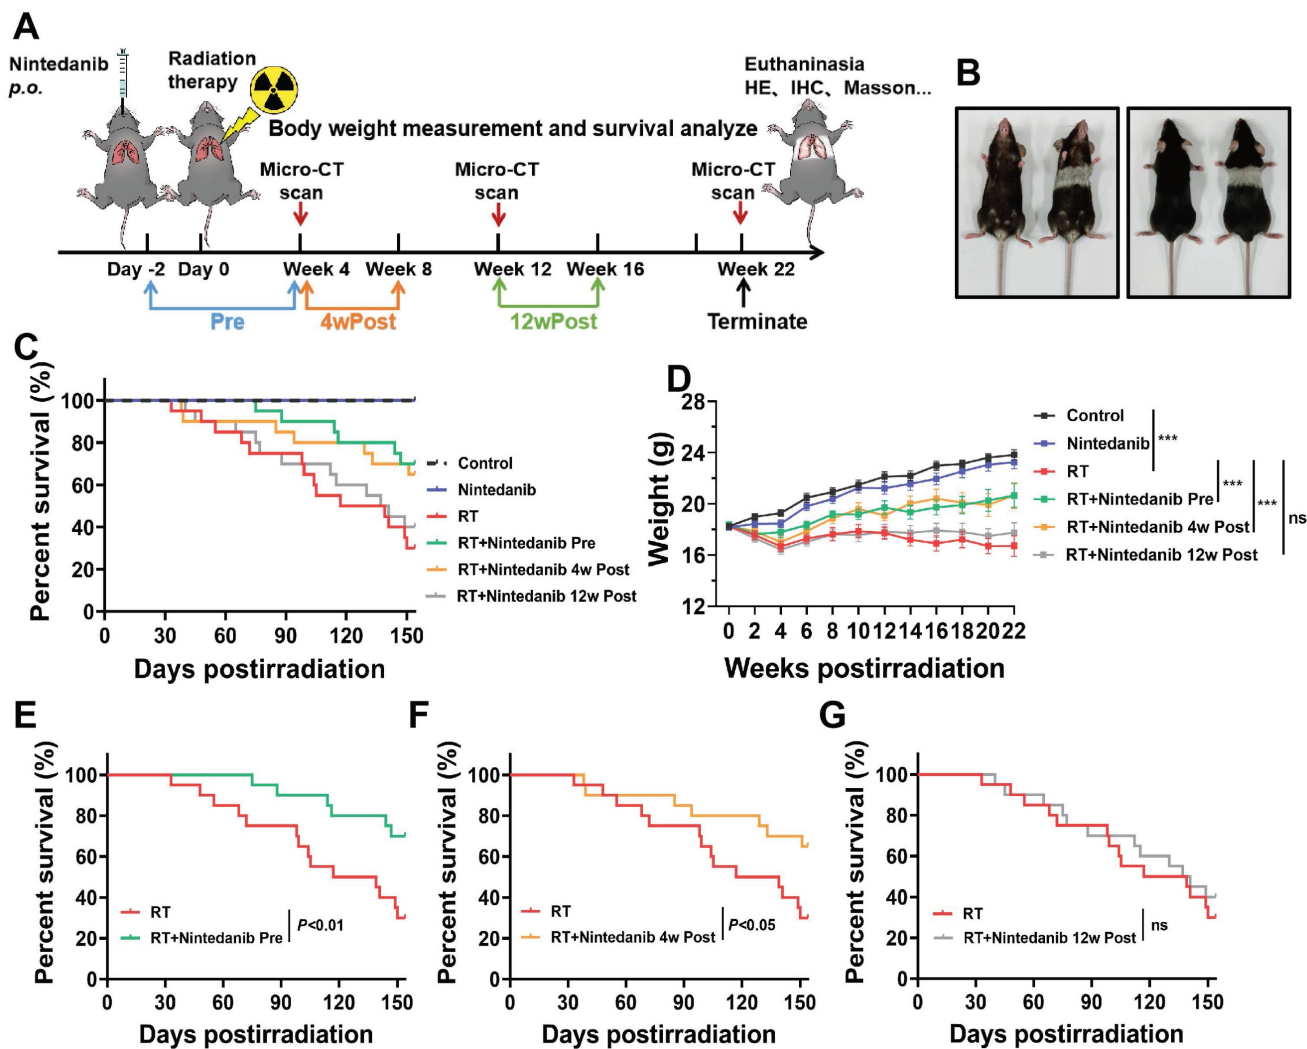 A
Nintedanib
p.o.
Radiation
therapy
Euthaninasia
HE、IHC、Masson...
Body weight measurement and survival analyze
Micro-CT
scan
Micro-CT
scan
Micro-CT
scan
Day -2 Day 0 Week 4 Week 8 Week 12 Week 16 Week 22
Pre 4wPost 12wPost Terminate
B
C
Percent survival (%)
100
80
60
40
20
0
0 30 60 90 120 150
Days postirradiation
Control
Nintedanib
RT
RT+Nintedanib Pre
RT+Nintedanib 4w Post
RT+Nintedanib 12w Post
D
Weight (g)
28
24
20
16
12
0 2 4 6 8 10 12 14 16 18 20 22
Weeks postirradiation
Control
Nintedanib
RT
RT+Nintedanib Pre
RT+Nintedanib 4w Post
RT+Nintedanib 12w Post
***
***
***
ns
E
Percent survival (%)
100
80
60
40
20
0
RT
RT+Nintedanib Pre
P<0.01
0 30 60 90 120 150
Days postirradiation
F
Percent survival (%)
100
80
60
40
20
0
RT
RT+Nintedanib 4w Post
P<0.05
0 30 60 90 120 150
Days postirradiation
G
Percent survival (%)
100
80
60
40
20
0
RT
RT+Nintedanib 12w Post
ns
0 30 60 90 120 150
Days postirradiation